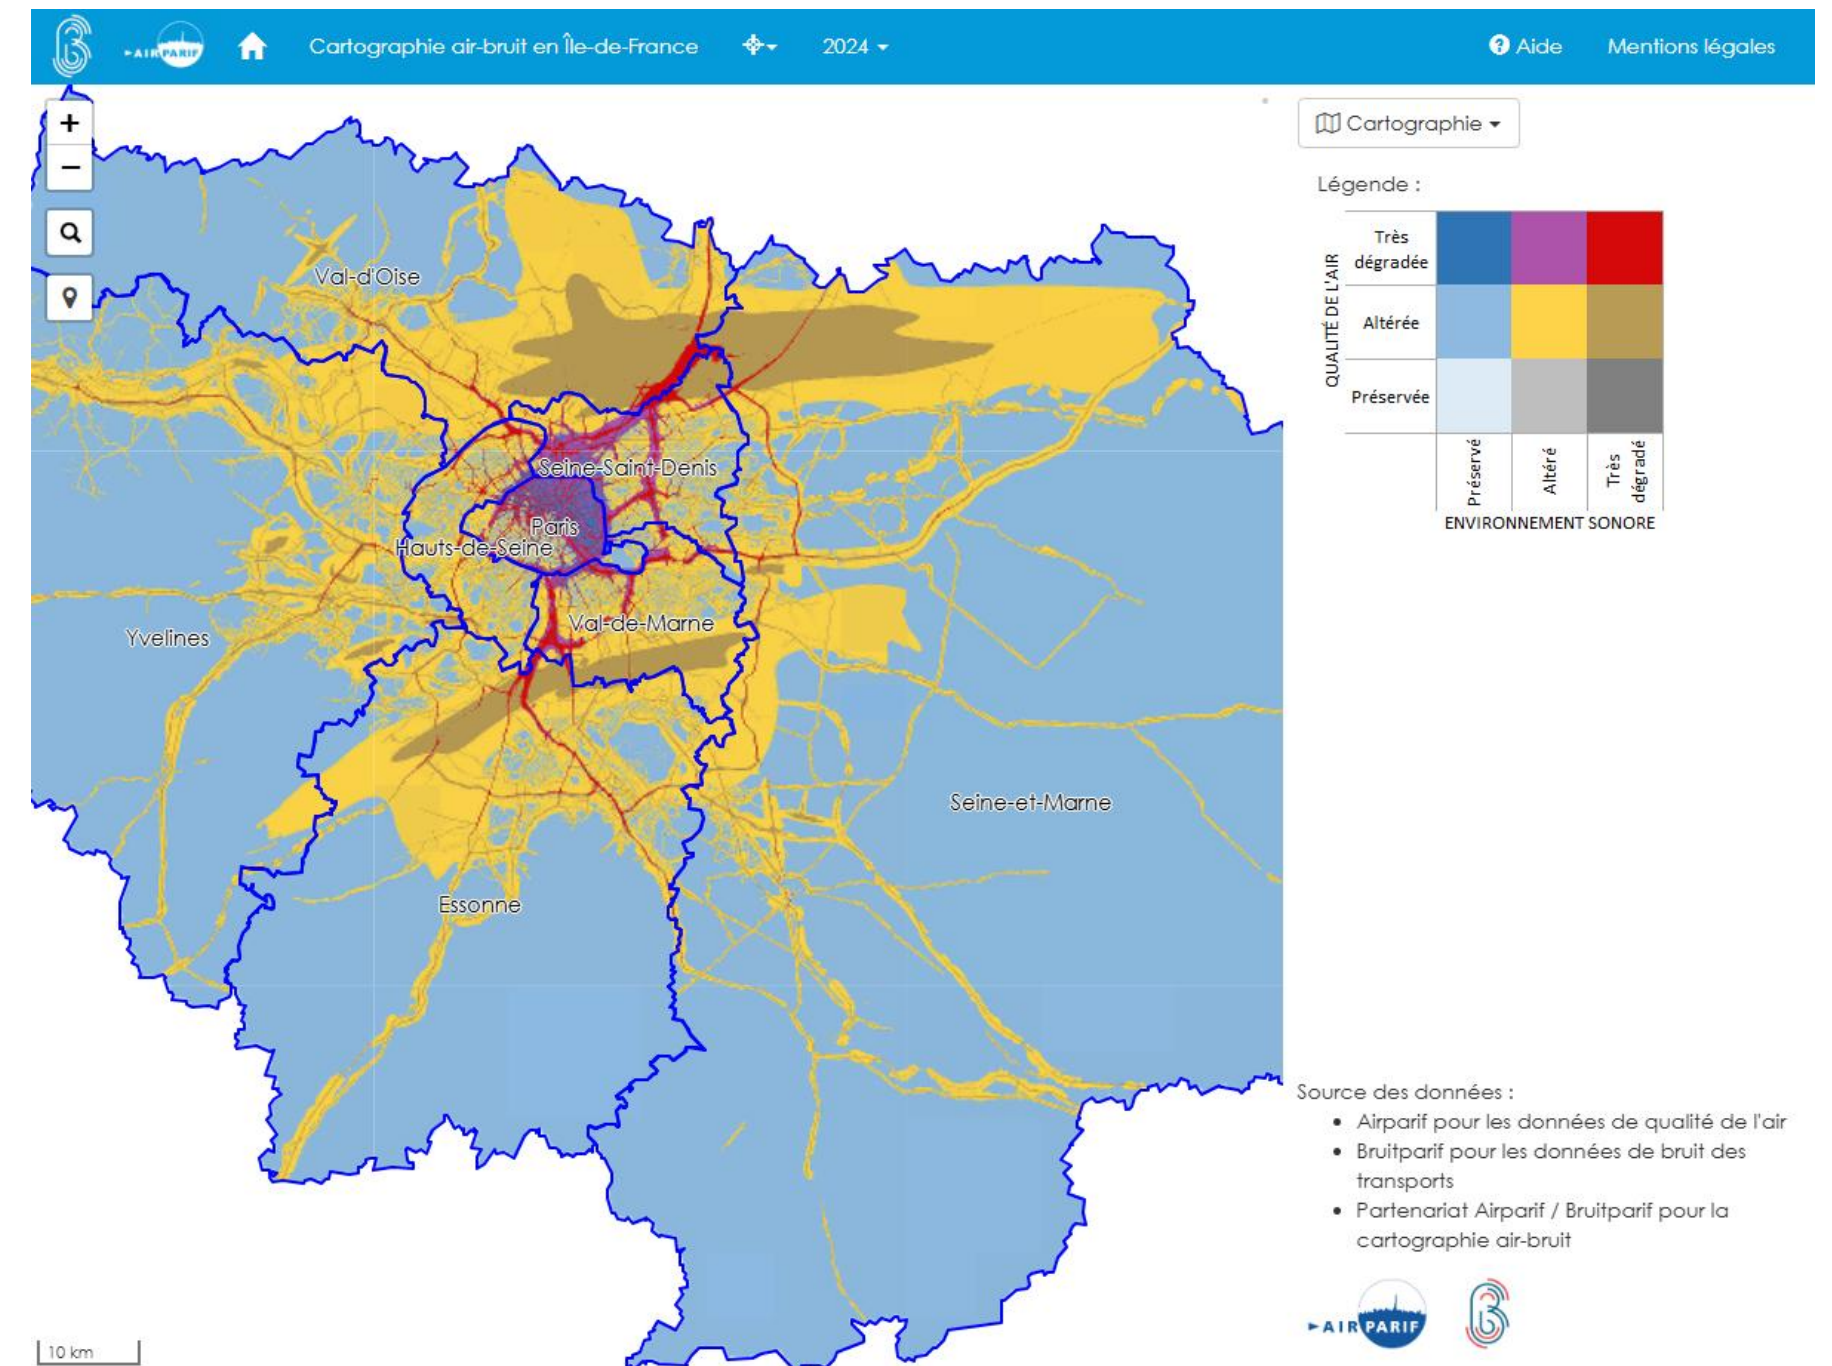 AIRPARIF
Cartographie air-bruit en Île-de-France
2024
Aide
Mentions légales
+
−
Val-d'Oise
Seine-Saint-Denis
Paris
Hauts-de-Seine
Val-de-Marne
Yvelines
Seine-et-Marne
Essonne
10 km
Cartographie
Légende :
QUALITÉ DE L'AIR
Très
dégradée
Altérée
Préservée
Préservé
Altéré
Très
dégradé
ENVIRONNEMENT SONORE
Source des données :
• Airparif pour les données de qualité de l'air
• Bruitparif pour les données de bruit des
transports
• Partenariat Airparif / Bruitparif pour la
cartographie air-bruit
AIRPARIF